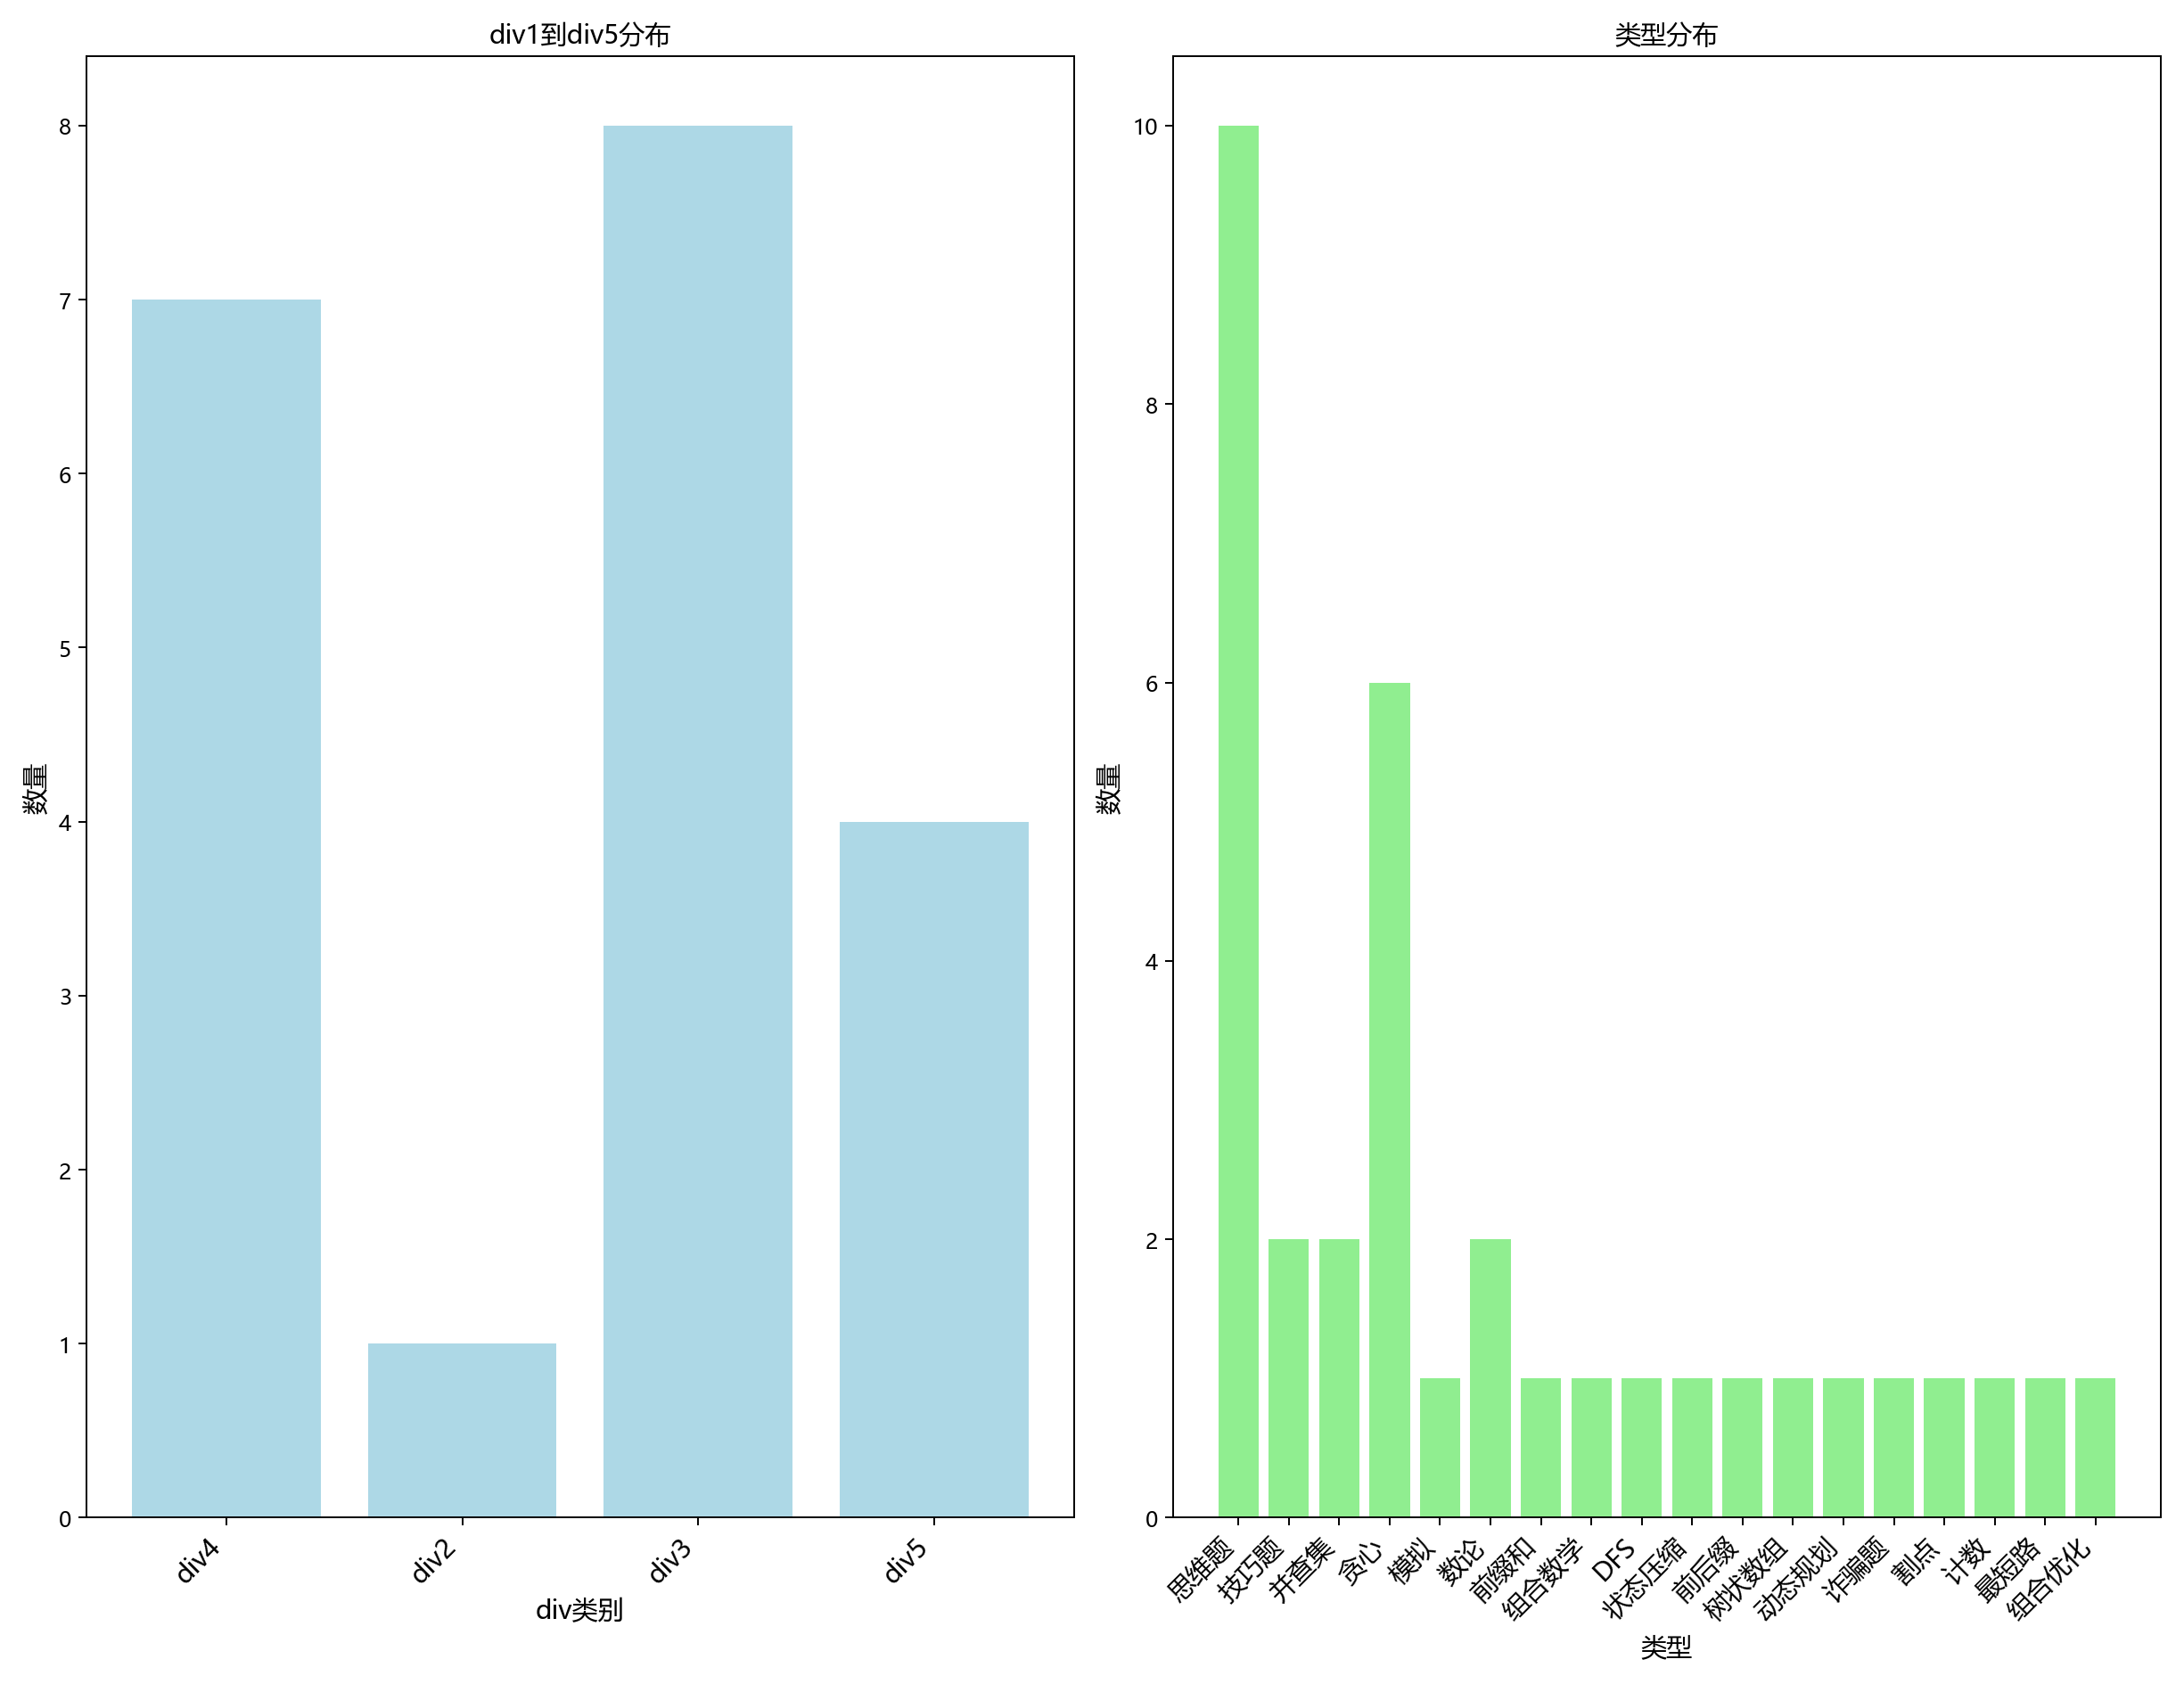 div1到div5分布
8
7
6
5
4
3
2
1
0
数量
div4
div2
div3
div5
div类别
类型分布
10
8
6
4
2
0
数量
思维题
技巧题
并查集
贪心
模拟
数论
前缀和
组合数学
DFS
状态压缩
前后缀
树状数组
动态规划
诈骗题
割点
计数
最短路
组合优化
类型